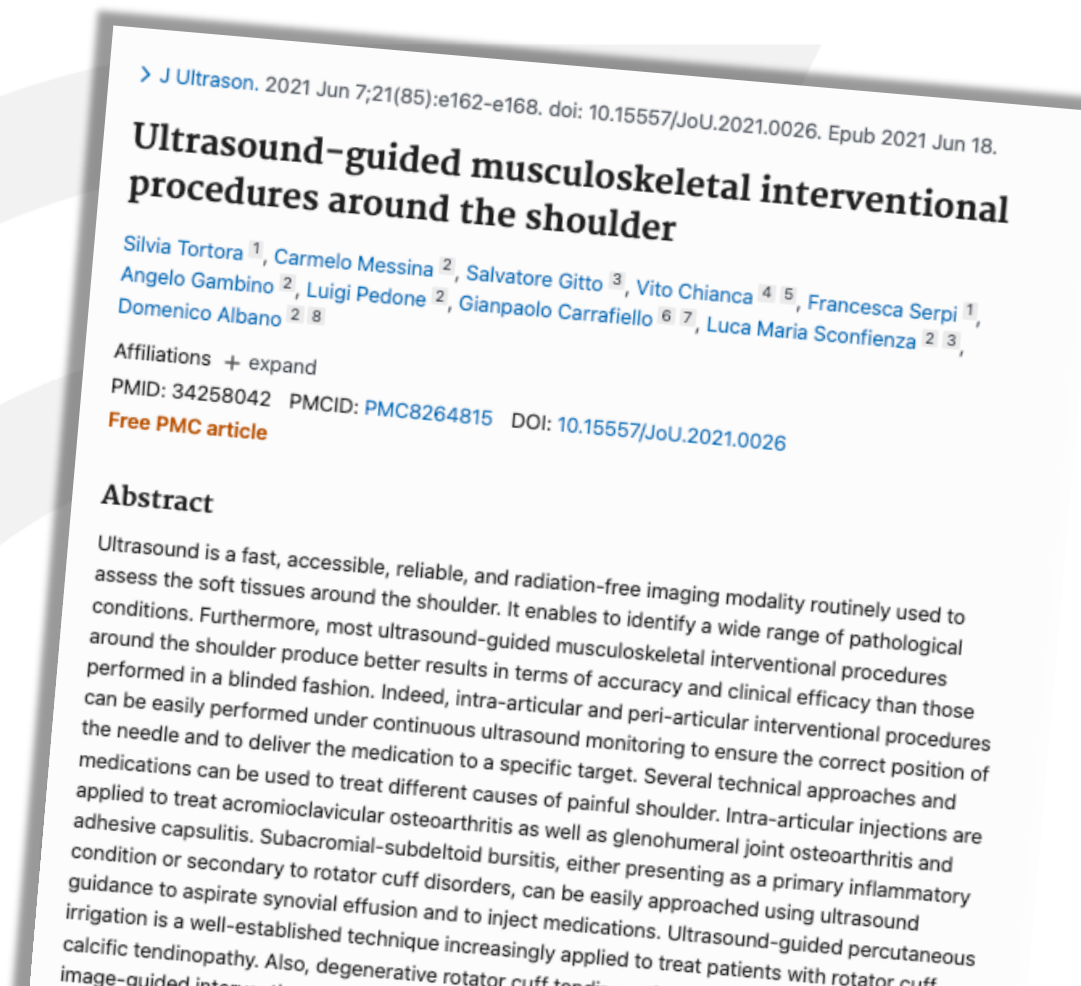 > J Ultrason. 2021 Jun 7;21(85):e162-e168. doi: 10.15557/JoU.2021.0026. Epub 2021 Jun 18.
Ultrasound-guided musculoskeletal interventional
procedures around the shoulder
Silvia Tortora 1, Carmelo Messina 2, Salvatore Gitto 3, Vito Chianca 4 5, Francesca Serpi 1,
Angelo Gambino 2, Luigi Pedone 2, Gianpaolo Carrafiello 6 7, Luca Maria Sconfienza 2 3,
Domenico Albano 2 8
Affiliations + expand
PMID: 34258042 PMCID: PMC8264815 DOI: 10.15557/JoU.2021.0026
Free PMC article
Abstract
Ultrasound is a fast, accessible, reliable, and radiation-free imaging modality routinely used to
assess the soft tissues around the shoulder. It enables to identify a wide range of pathological
conditions. Furthermore, most ultrasound-guided musculoskeletal interventional procedures
around the shoulder produce better results in terms of accuracy and clinical efficacy than those
performed in a blinded fashion. Indeed, intra-articular and peri-articular interventional procedures
can be easily performed under continuous ultrasound monitoring to ensure the correct position of
the needle and to deliver the medication to a specific target. Several technical approaches and
medications can be used to treat different causes of painful shoulder. Intra-articular injections are
applied to treat acromioclavicular osteoarthritis as well as glenohumeral joint osteoarthritis and
adhesive capsulitis. Subacromial-subdeltoid bursitis, either presenting as a primary inflammatory
condition or secondary to rotator cuff disorders, can be easily approached using ultrasound
guidance to aspirate synovial effusion and to inject medications. Ultrasound-guided percutaneous
irrigation is a well-established technique increasingly applied to treat patients with rotator cuff
calcific tendinopathy. Also, degenerative rotator cuff
image-guided